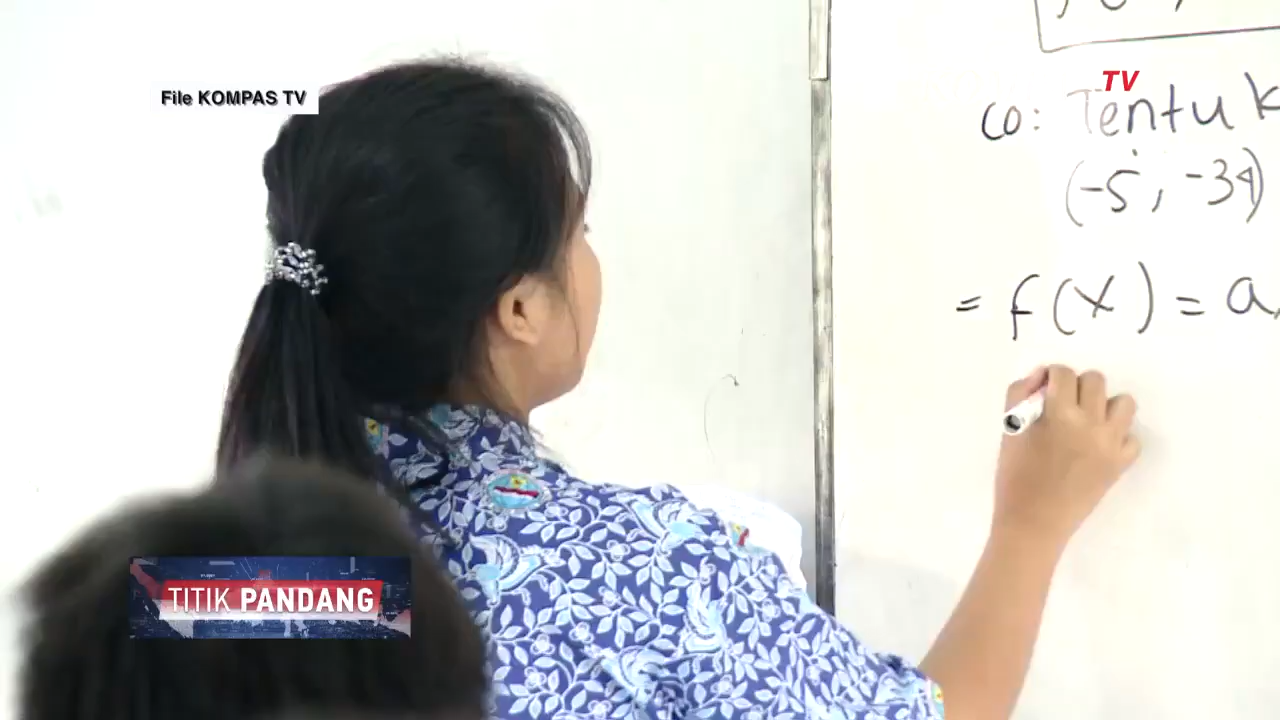 File KOMPAS TV
TV
co: Tentuk
(-5, -34)
= f(x) = a
TITIK PANDANG